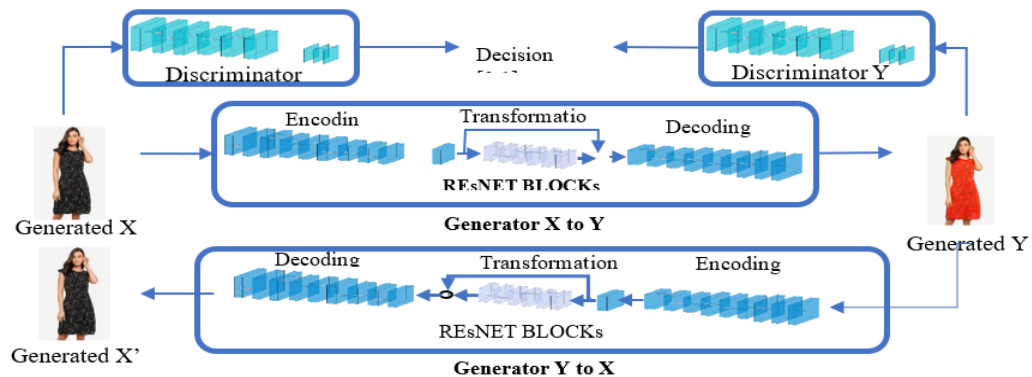 Discriminator
Decision
Discriminator Y
Encodin
Transformatio
Decoding
REsNET BLOCKs
Generated X
Generator X to Y
Generated Y
Decoding
Transformation
Encoding
REsNET BLOCKs
Generated X’
Generator Y to X